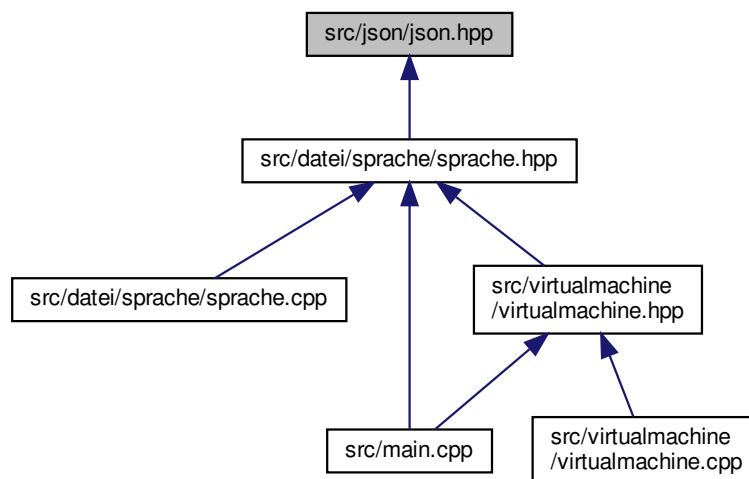 src/json/json.hpp
src/datei/sprache/sprache.hpp
src/datei/sprache/sprache.cpp
src/virtualmachine
/virtualmachine.hpp
src/main.cpp
src/virtualmachine
/virtualmachine.cpp